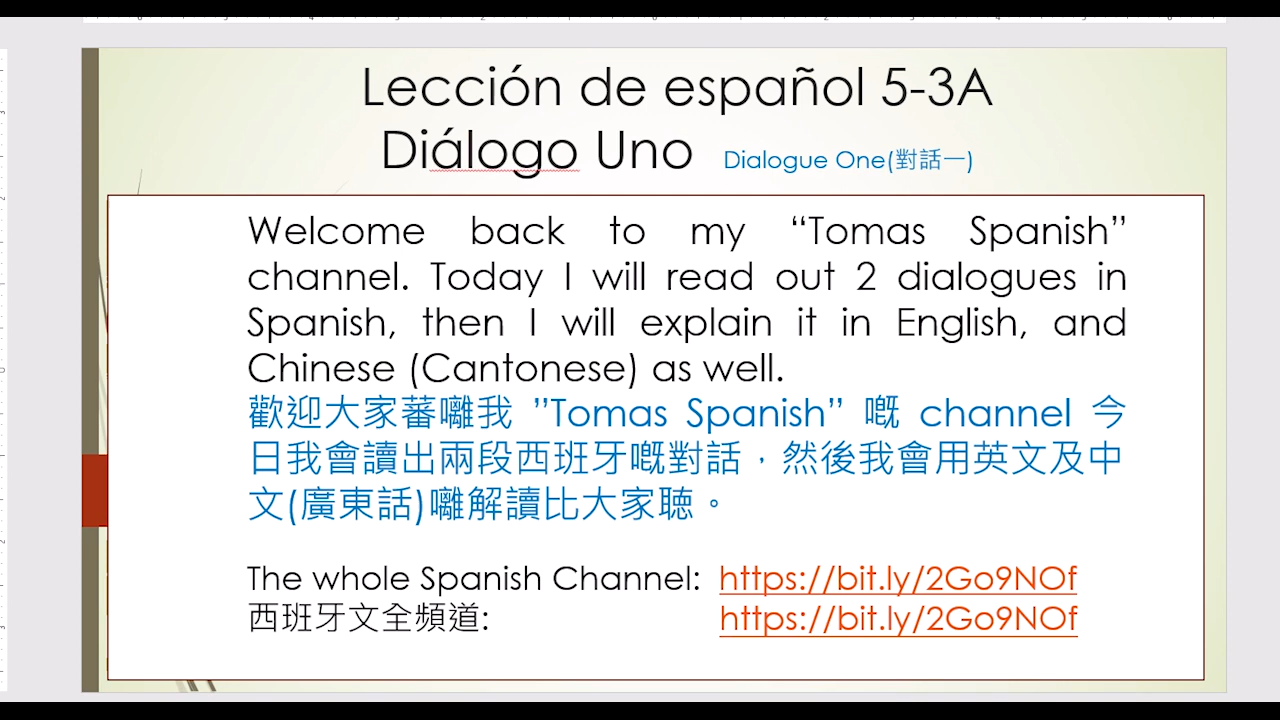 Lección de español 5-3A
Diálogo Uno Dialogue One(對話一)
Welcome back to my “Tomas Spanish”
channel. Today I will read out 2 dialogues in
Spanish, then I will explain it in English, and
Chinese (Cantonese) as well.
歡迎大家蕃囇我 ”Tomas Spanish” 嘅 channel 今
日我會讀出兩段西班牙嘅對話，然後我會用英文及中
文(廣東話)囇解讀比大家聽。
The whole Spanish Channel: https://bit.ly/2Go9NOf
西班牙文全頻道: https://bit.ly/2Go9NOf